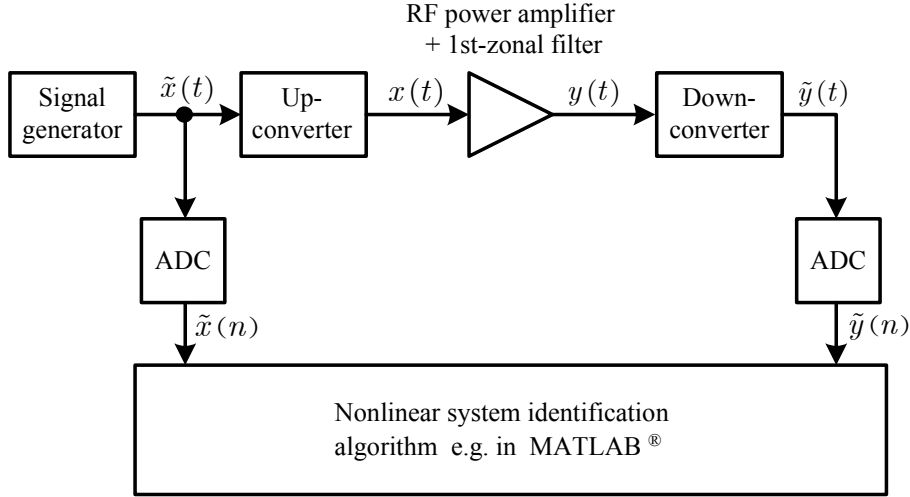 RF power amplifier
+ 1st-zonal filter
Signal
generator
x̃(t)
Up-
converter
x(t)
y(t)
Down-
converter
ỹ(t)
ADC
ADC
x̃(n)
ỹ(n)
Nonlinear system identification
algorithm e.g. in MATLAB ®